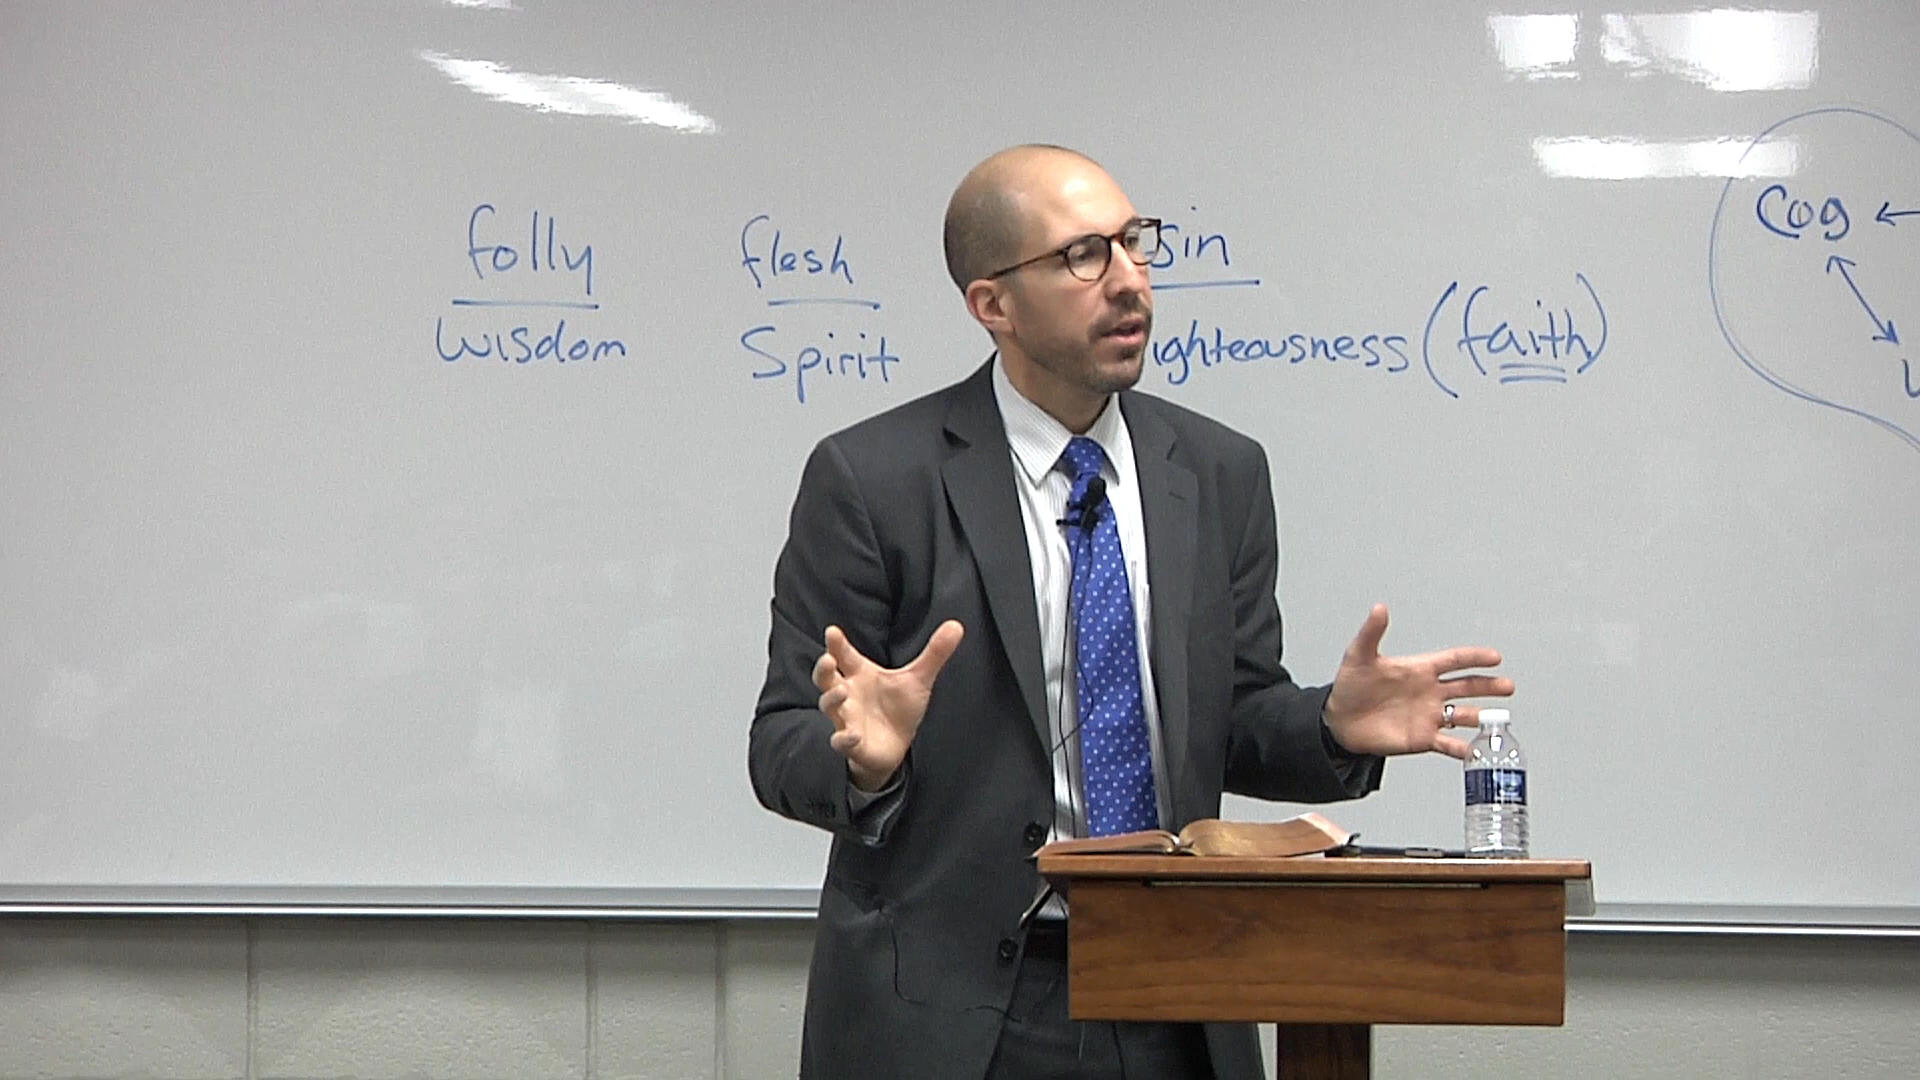 folly
wisdom
flesh
Spirit
sin
ighteousness (faith)
Cog